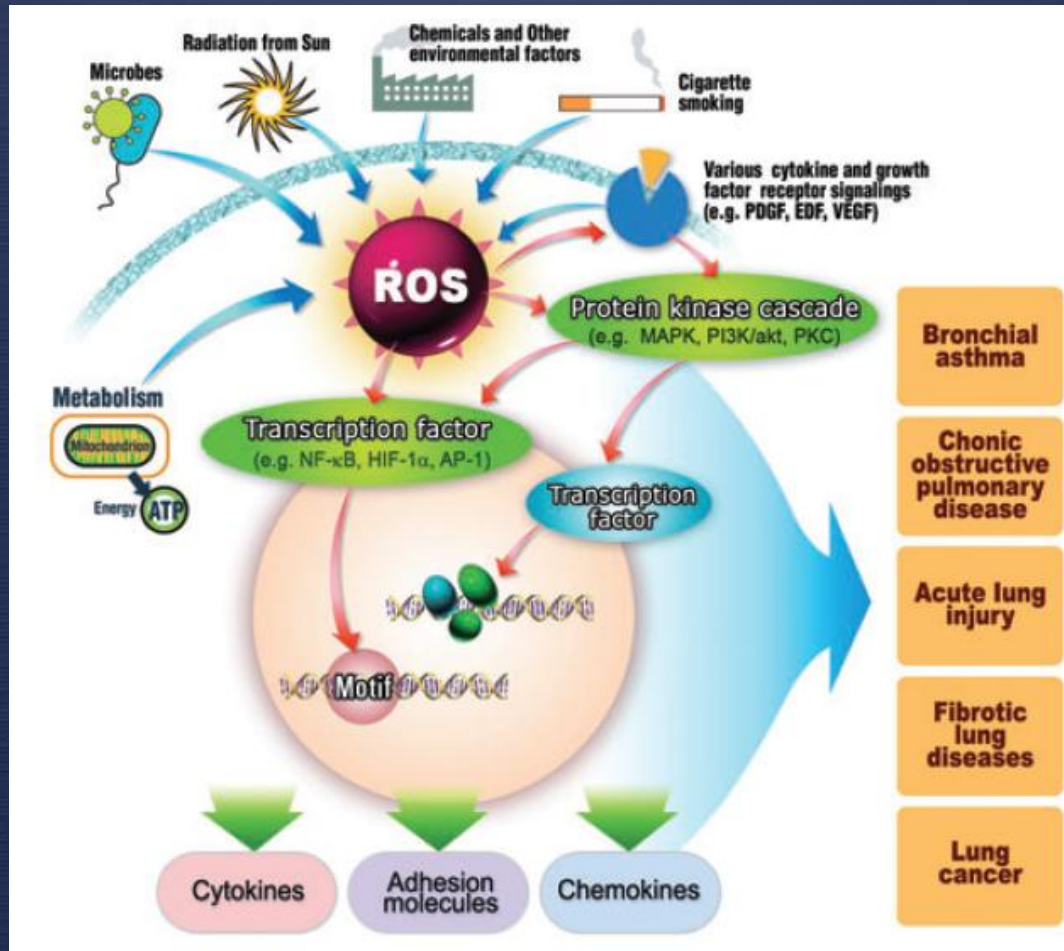 Radiation from Sun
Chemicals and Other
environmental factors
Microbes
Cigarette
smoking
Various cytokine and growth
factor receptor signalings
(e.g. PDGF, EDF, VEGF)
ROS
Protein kinase cascade
(e.g. MAPK, PI3K/akt, PKC)
Metabolism
Mitochondrion
Energy ATP
Transcription factor
(e.g. NF-κB, HIF-1α, AP-1)
Transcription
factor
Motif
Cytokines
Adhesion
molecules
Chemokines
Bronchial
asthma
Chonic
obstructive
pulmonary
disease
Acute lung
injury
Fibrotic
lung
diseases
Lung
cancer